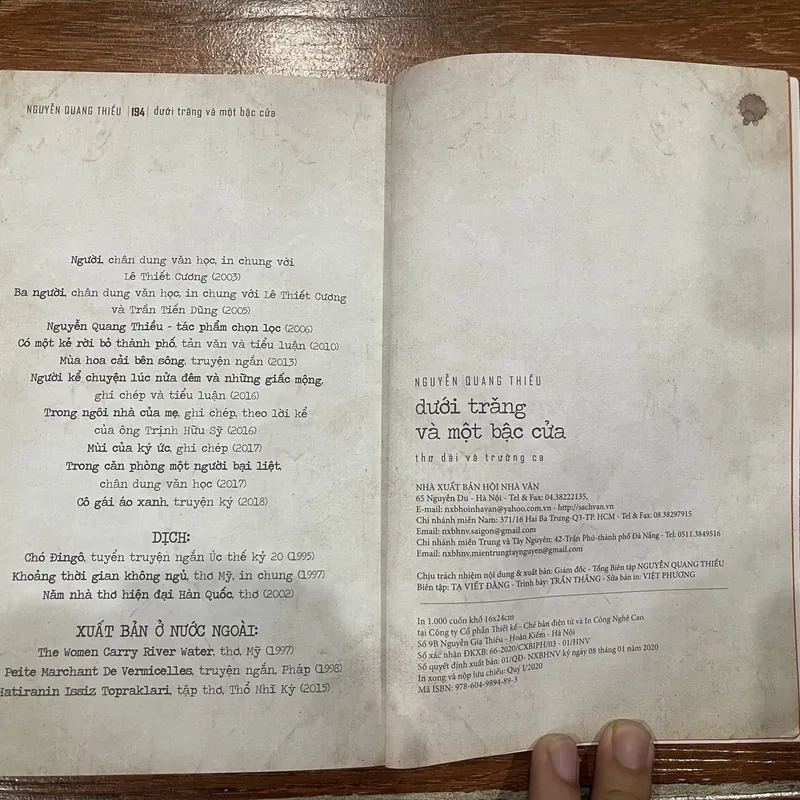 NGUYỄN QUANG THIỀU |194| dưới trăng và một bậc cửa
Người, chân dung văn học, in chung với
Lê Thiết Cương (2003)
Ba người, chân dung văn học, in chung với Lê Thiết Cương
và Trần Tiến Dũng (2005)
Nguyễn Quang Thiều - tác phẩm chọn lọc (2006)
Có một kẻ rời bỏ thành phố, tản văn và tiểu luận (2010)
Mùa hoa cải bên sông, truyện ngắn (2013)
Người kể chuyện lúc nửa đêm và những giấc mộng,
ghi chép và tiểu luận (2016)
Trong ngôi nhà của mẹ, ghi chép, theo lời kể
của ông Trịnh Hữu Sỹ (2016)
Mùi của ký ức, ghi chép (2017)
Trong căn phòng một người bại liệt,
chân dung văn học (2017)
Cô gái áo xanh, truyện ký (2018)
DỊCH:
Chó Đingô, tuyển truyện ngắn Úc thế kỷ 20 (1995)
Khoảng thời gian không ngủ, thơ Mỹ, in chung (1997)
Năm nhà thơ hiện đại Hàn Quốc, thơ (2002)
XUẤT BẢN Ở NƯỚC NGOÀI:
The Women Carry River Water, thơ, Mỹ (1997)
Peite Marchant De Vermicelles, truyện ngắn, Pháp (1998)
Hatiranin Issiz Topraklari, tập thơ, Thổ Nhĩ Kỳ (2015)
NGUYỄN QUANG THIỀU
dưới trăng
và một bậc cửa
thơ dài và trường ca
NHÀ XUẤT BẢN HỘI NHÀ VĂN
65 Nguyễn Du - Hà Nội - Tel & Fax: 04.38222135,
E-mail: nxbhoinhavan@yahoo.com.vn - http://sachvan.vn
Chi nhánh miền Nam: 371/16 Hai Bà Trưng-Q3-TP. HCM - Tel & Fax: 08.38297915
Email: nxbhnv.saigon@gmail.com
Chi nhánh miền Trung và Tây Nguyên: 42-Trần Phú-thành phố Đà Nẵng - Tel: 0511.3849516
Email: nxbhnv.mientrungtaynguyen@gmail.com
Chịu trách nhiệm nội dung & xuất bản: Giám đốc - Tổng Biên tập NGUYỄN QUANG THIỀU
Biên tập: TẠ VIẾT ĐÃNG - Trình bày: TRẦN THẮNG - Sửa bản in: VIỆT PHƯƠNG
In 1.000 cuốn khổ 16x24cm
tại Công ty Cổ phần Thiết kế - Chế bản điện tử và In Công Nghệ Cao.
Số 9B Nguyễn Gia Thiều - Hoàn Kiếm - Hà Nội
Số xác nhận ĐKXB: 66-2020/CXBIPH/03 - 01/HNV
Số quyết định xuất bản: 01/QĐ- NXBHNV ký ngày 08 tháng 01 năm 2020
In xong và nộp lưu chiểu: Quý I/2020
Mã ISBN: 978-604-9894-89-3